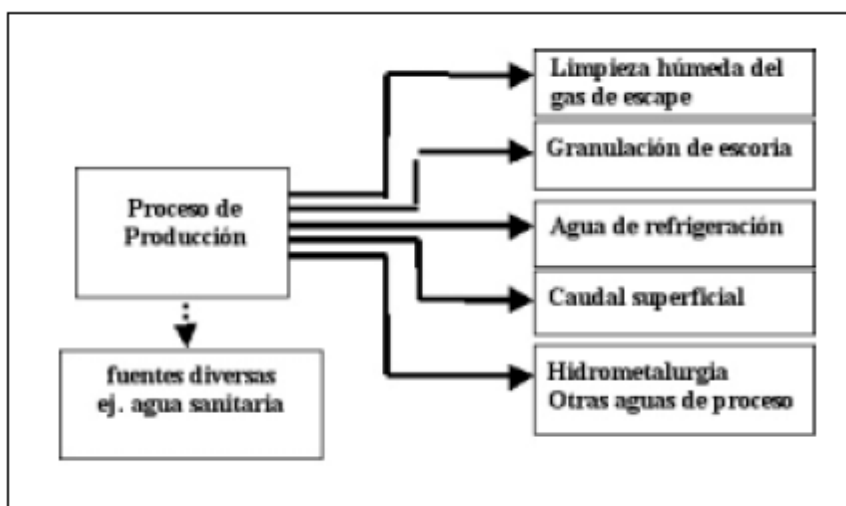 Limpieza húmeda del
gas de escape
Granulación de escoria
Proceso de
Producción
Agua de refrigeración
Caudal superficial
fuentes diversas
ej. agua sanitaria
Hidrometalurgia
Otras aguas de proceso